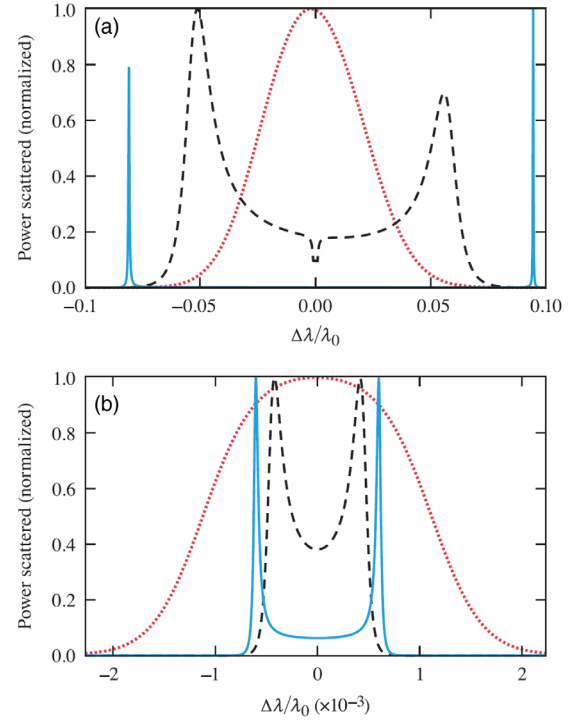 (a)
Power scattered (normalized)
1.0
0.8
0.6
0.4
0.2
0.0
−0.1 −0.05 0.00 0.05 0.10
Δλ/λ0
(b)
Power scattered (normalized)
1.0
0.8
0.6
0.4
0.2
0.0
−2 −1 0 1 2
Δλ/λ0 (×10−3)